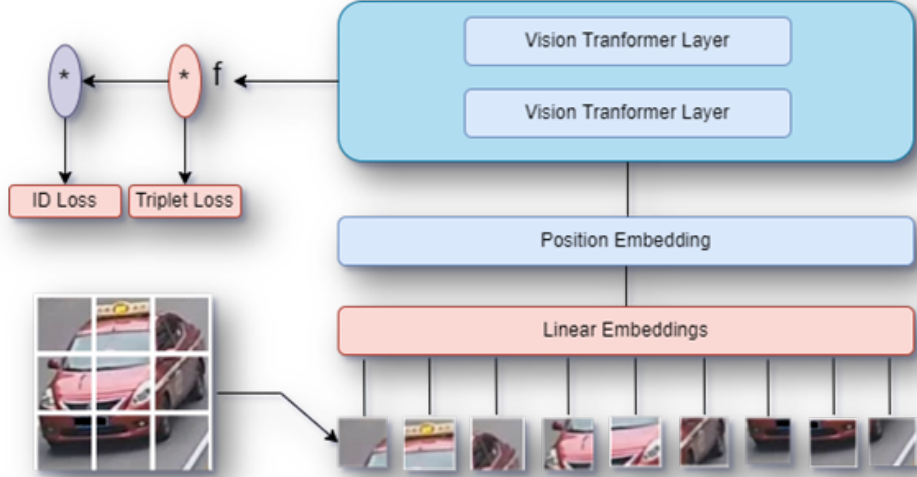 Vision Tranformer Layer
* * f
Vision Tranformer Layer
ID Loss
Triplet Loss
Position Embedding
Linear Embeddings